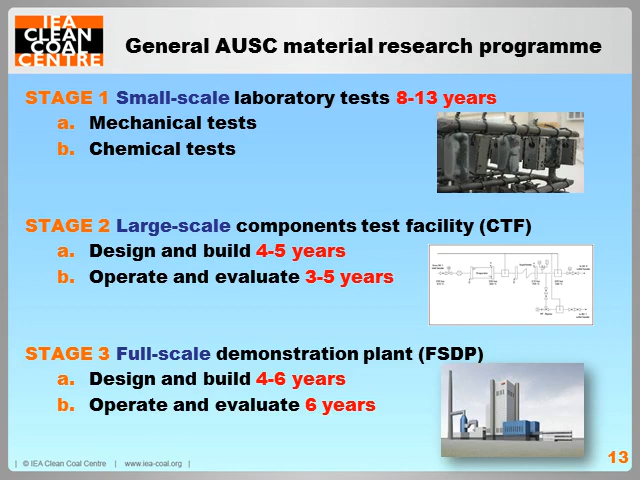 IEA
CLEAN
COAL
CENTRE
General AUSC material research programme
STAGE 1 Small-scale laboratory tests 8-13 years
a. Mechanical tests
b. Chemical tests
STAGE 2 Large-scale components test facility (CTF)
a. Design and build 4-5 years
b. Operate and evaluate 3-5 years
STAGE 3 Full-scale demonstration plant (FSDP)
a. Design and build 4-6 years
b. Operate and evaluate 6 years
| © IEA Clean Coal Centre | www.iea-coal.org |
13